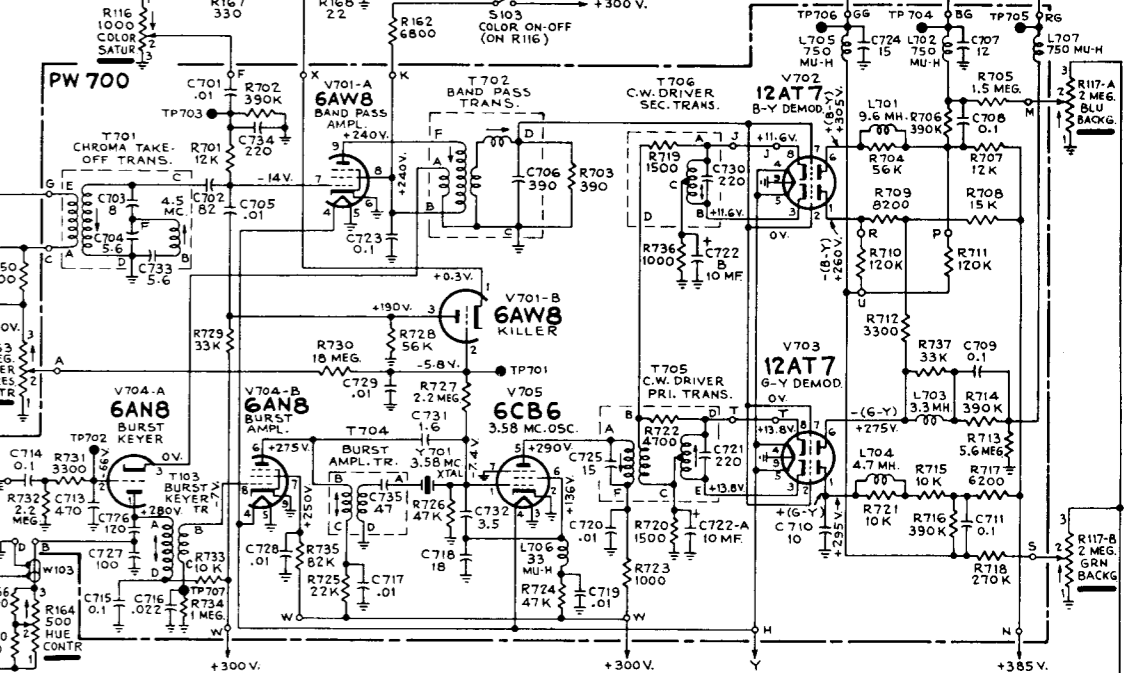 R116
1000
COLOR
SATUR.
R167
330
R168
22
R162
6800
S103
COLOR ON-OFF
(ON R116)
+300 V.
TP706
GG
TP 704
BG
TP705
RG
L705
750
MU-H
C724
15
L702
750
MU-H
C707
12
L707
750 MU-H
PW 700
F
X
K
C701
.01
R702
390K
TP703
C734
220
V701-A
6AW8
BAND PASS
AMPL.
+240V.
T702
BAND PASS
TRANS.
T706
C.W. DRIVER
SEC. TRANS.
V702
12AT7
B-Y DEMOD.
+(B-Y)
+305V.
L701
9.6 MH.
R706
390K
R705
1.5 MEG.
M
C708
0.1
R117-A
2 MEG.
BLU
BACKG.
T701
CHROMA TAKE-
OFF TRANS.
R701
12K
-14V.
+240V.
C706
390
R703
390
R719
1500
C730
220
+11.6V.
R704
56K
R707
12K
G
E
C703
8
4.5
MC.
C702
82
C705
.01
C704
5.6
C733
5.6
C723
0.1
+11.6V.
0V.
R709
8200
R708
15K
R736
1000
C722
B
10 MF.
-(B-Y)
+260V.
R710
120K
R711
120K
+0.3V.
+190V.
V701-B
6AW8
KILLER
R729
33K
R728
56K
R730
18 MEG.
-5.8V.
TP701
R712
3300
R737
33K
C709
0.1
V704-A
6AN8
BURST
KEYER
V704-B
6AN8
BURST
AMPL.
C729
.01
R727
2.2 MEG.
V705
6CB6
3.58 MC.OSC.
T705
C.W. DRIVER
PRI. TRANS.
V703
12AT7
G-Y DEMOD.
0V.
TP702
C714
0.1
R731
3300
0V.
+275V.
T704
BURST
AMPL. TR.
C731
1.6
Y701
3.58 MC
XTAL
-7.4V.
+290V.
R722
4700
+13.8V.
-(G-Y)
+275V.
L703
3.3 MH.
R714
390K
R713
5.6 MEG
R732
2.2
MEG
C713
470
T103
BURST
KEYER
TR
+280V.
+250V.
C735
47
R726
47K
C732
3.5
+136V.
C725
15
C721
220
+13.8V.
L704
4.7 MH.
R715
10K
R717
6200
C726
120
C727
100
R733
10K
C728
.01
R735
82K
R725
22K
C717
.01
C718
18
L706
33
MU-H
C720
.01
R720
1500
C722-A
10 MF.
+(G-Y)
+295V.
C710
10
R721
10K
R716
390K
C711
0.1
R718
270K
S
R117-B
2 MEG.
GRN
BACKG
W103
R164
500
HUE
CONTR
C715
0.1
C716
.022
TP707
R734
1 MEG.
R724
47K
C719
.01
R723
1000
W
W
W
H
N
+300V.
+300V.
Y
+385V.